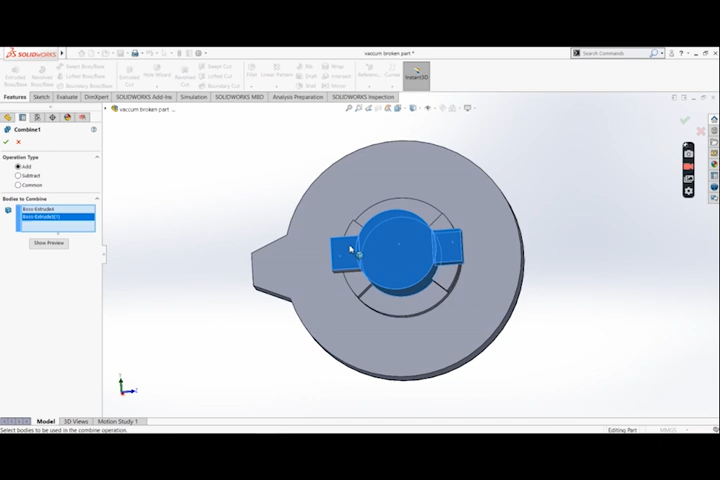 SOLIDWORKS
vaccum broken part *
Search Commands
Extruded Boss/Base
Revolved Boss/Base
Swept Boss/Base
Lofted Boss/Base
Boundary Boss/Base
Extruded Cut
Hole Wizard
Revolved Cut
Swept Cut
Lofted Cut
Boundary Cut
Fillet
Linear Pattern
Rib
Draft
Shell
Wrap
Intersect
Mirror
Reference...
Curves
Instant3D
Features
Sketch
Evaluate
DimXpert
SOLIDWORKS Add-Ins
Simulation
SOLIDWORKS MBD
Analysis Preparation
SOLIDWORKS Inspection
vaccum broken part ...
Combine1
Operation Type
Add
Subtract
Common
Bodies to Combine
Boss-Extrude4
Boss-Extrude3[1]
Show Preview
Model
3D Views
Motion Study 1
Select bodies to be used in the combine operation.
Editing Part
MMGS